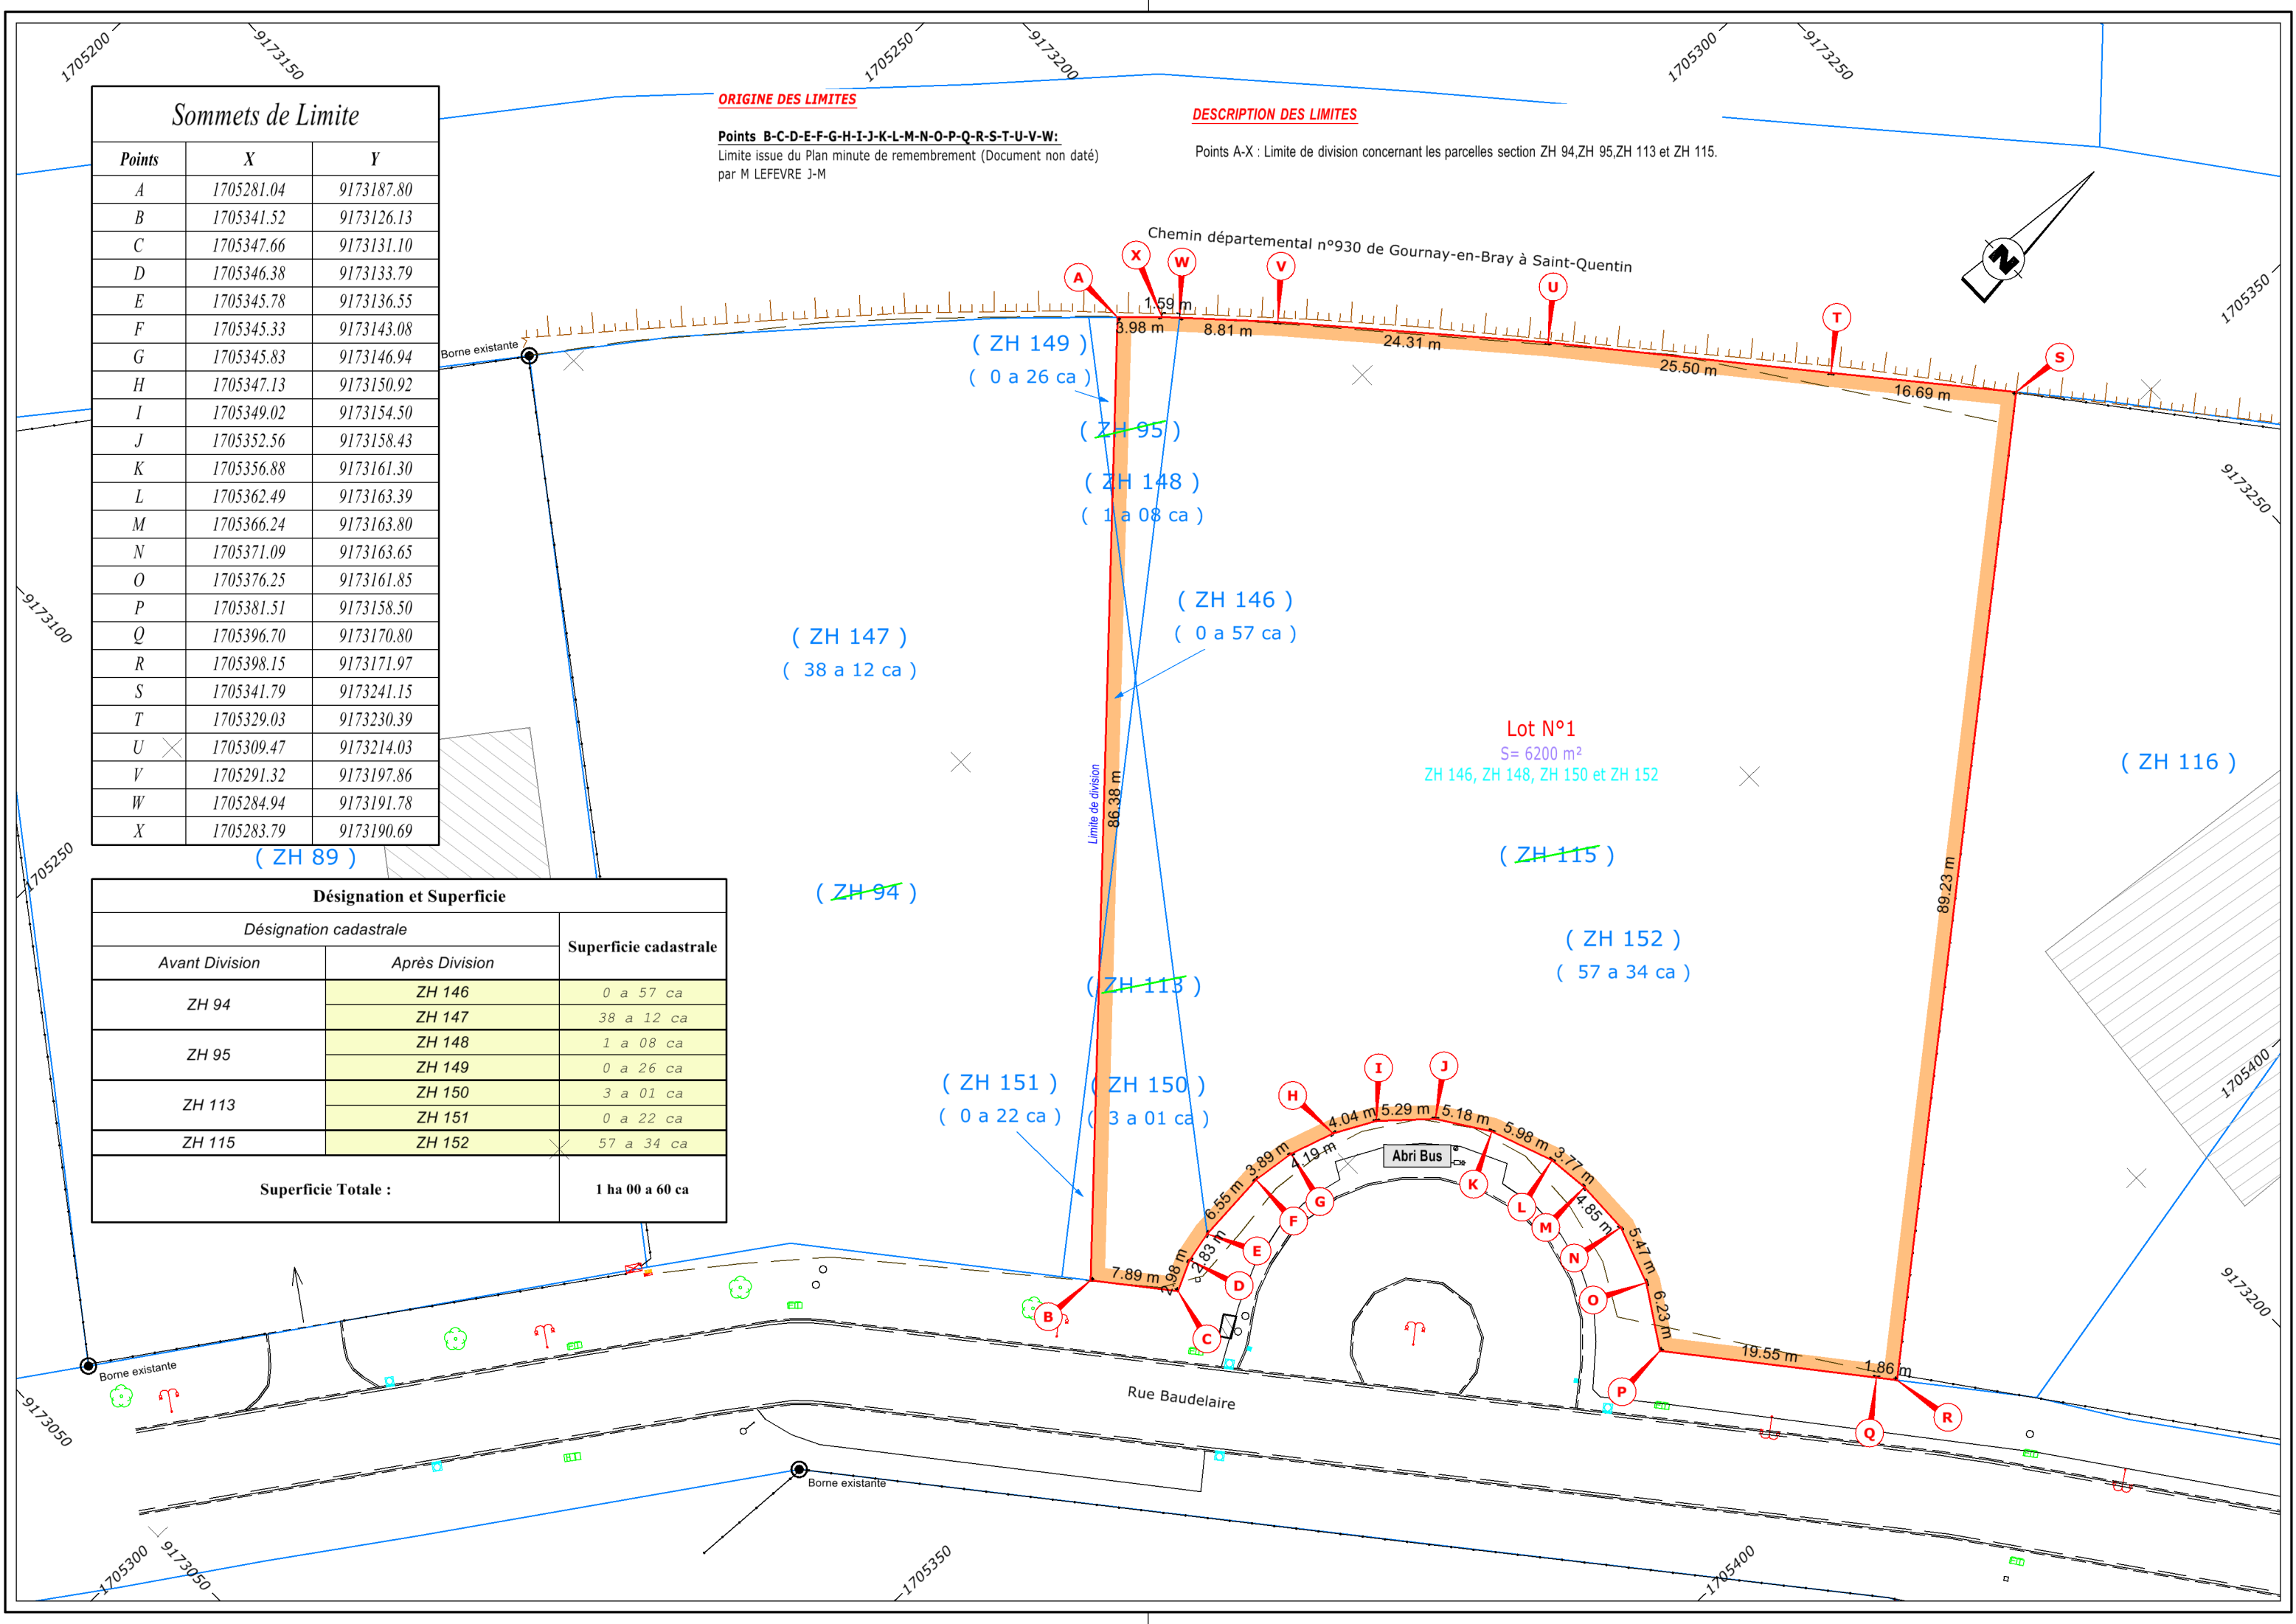 1705200
9173150
1705250
9173200
1705300
9173250
Sommets de Limite
Points X Y
A 1705281.04 9173187.80
B 1705341.52 9173126.13
C 1705347.66 9173131.10
D 1705346.38 9173133.79
E 1705345.78 9173136.55
F 1705345.33 9173143.08
G 1705345.83 9173146.94
H 1705347.13 9173150.92
I 1705349.02 9173154.50
J 1705352.56 9173158.43
K 1705356.88 9173161.30
L 1705362.49 9173163.39
M 1705366.24 9173163.80
N 1705371.09 9173163.65
O 1705376.25 9173161.85
P 1705381.51 9173158.50
Q 1705396.70 9173170.80
R 1705398.15 9173171.97
S 1705341.79 9173241.15
T 1705329.03 9173230.39
U 1705309.47 9173214.03
V 1705291.32 9173197.86
W 1705284.94 9173191.78
X 1705283.79 9173190.69
ORIGINE DES LIMITES
Points B-C-D-E-F-G-H-I-J-K-L-M-N-O-P-Q-R-S-T-U-V-W:
Limite issue du Plan minute de remembrement (Document non daté)
par M LEFEVRE J-M
DESCRIPTION DES LIMITES
Points A-X : Limite de division concernant les parcelles section ZH 94,ZH 95,ZH 113 et ZH 115.
N
1705350
Chemin départemental n°930 de Gournay-en-Bray à Saint-Quentin
A
X
W
V
U
T
S
1.59 m
3.98 m
8.81 m
24.31 m
25.50 m
16.69 m
Borne existante
( ZH 149 )
( 0 a 26 ca )
( ZH 95 )
( ZH 148 )
( 1 a 08 ca )
9173250
9173100
( ZH 146 )
( 0 a 57 ca )
( ZH 147 )
( 38 a 12 ca )
Lot N°1
S= 6200 m²
ZH 146, ZH 148, ZH 150 et ZH 152
( ZH 116 )
Limite de division
86.38 m
( ZH 115 )
89.23 m
1705250
( ZH 89 )
( ZH 94 )
( ZH 152 )
( 57 a 34 ca )
( ZH 113 )
Désignation et Superficie
Désignation cadastrale
Superficie cadastrale
Avant Division Après Division
ZH 94
ZH 146 0 a 57 ca
ZH 147 38 a 12 ca
ZH 95
ZH 148 1 a 08 ca
ZH 149 0 a 26 ca
ZH 113
ZH 150 3 a 01 ca
ZH 151 0 a 22 ca
ZH 115 ZH 152 57 a 34 ca
Superficie Totale : 1 ha 00 a 60 ca
( ZH 151 )
( 0 a 22 ca )
( ZH 150 )
( 3 a 01 ca )
1705400
H
I
J
4.04 m
5.29 m
5.18 m
5.98 m
3.77 m
3.89 m
4.19 m
6.55 m
Abri Bus
K
L
M
N
O
G
F
E
D
4.85 m
5.47 m
6.23 m
2.83 m
2.98 m
7.89 m
B
C
19.55 m
1.86 m
P
Q
R
9173200
Borne existante
9173050
Rue Baudelaire
Borne existante
1705300
9173050
1705350
1705400